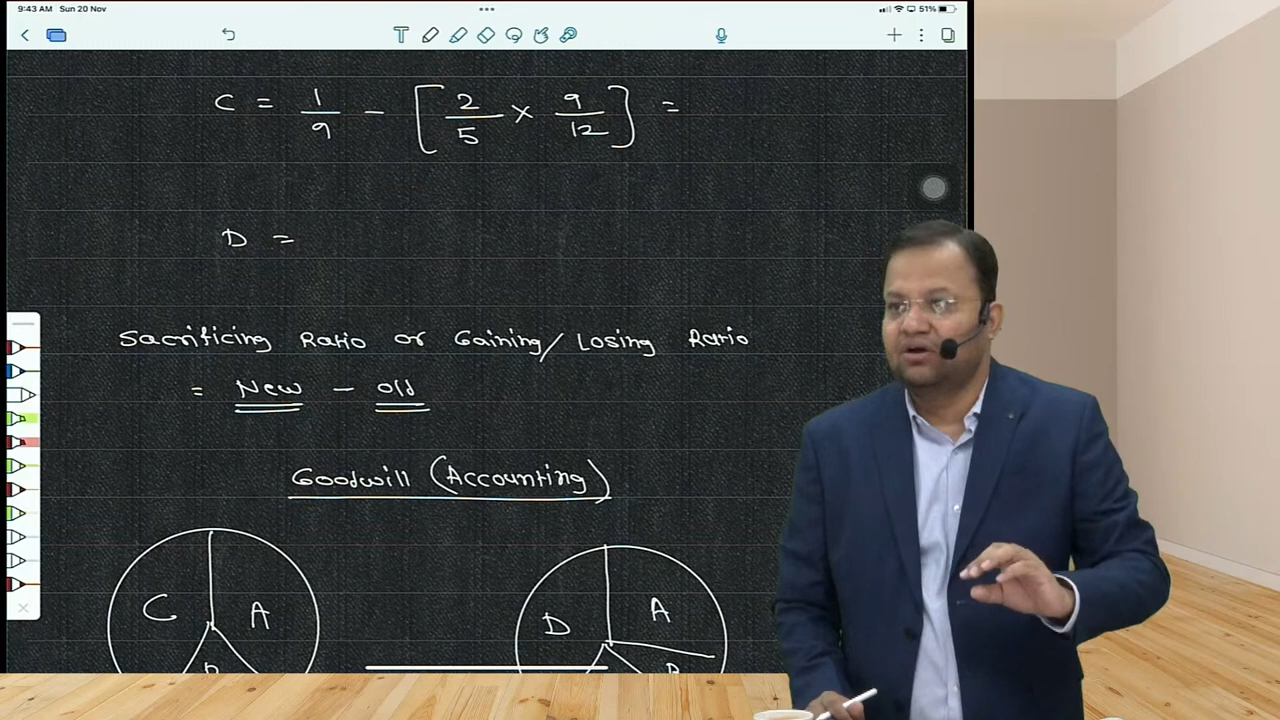 9:43 AM Sun 20 Nov
51%
T
C = 1/9 - [2/5 × 9/12] =
D =
Sacrificing Ratio or Gaining/Losing Ratio
= New - Old
Goodwill (Accounting)
C A
B
D A
B